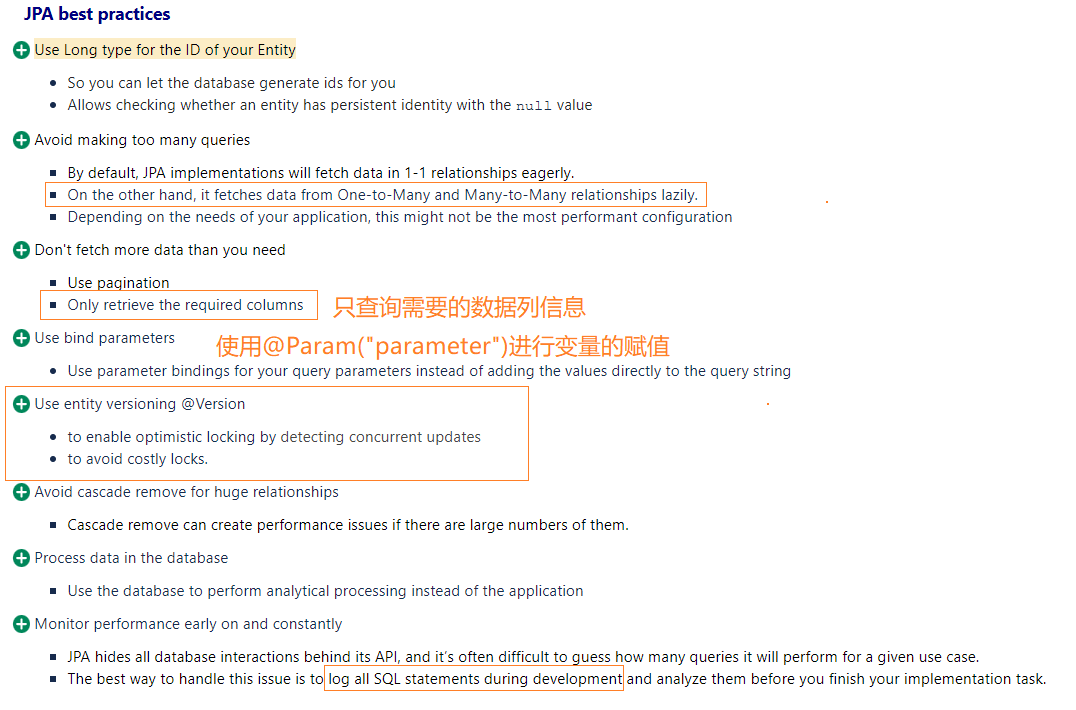 JPA best practices
Use Long type for the ID of your Entity
So you can let the database generate ids for you
Allows checking whether an entity has persistent identity with the null value
Avoid making too many queries
By default, JPA implementations will fetch data in 1-1 relationships eagerly.
On the other hand, it fetches data from One-to-Many and Many-to-Many relationships lazily.
Depending on the needs of your application, this might not be the most performant configuration
Don't fetch more data than you need
Use pagination
Only retrieve the required columns 只查询需要的数据列信息
Use bind parameters 使用@Param("parameter")进行变量的赋值
Use parameter bindings for your query parameters instead of adding the values directly to the query string
Use entity versioning @Version
to enable optimistic locking by detecting concurrent updates
to avoid costly locks.
Avoid cascade remove for huge relationships
Cascade remove can create performance issues if there are large numbers of them.
Process data in the database
Use the database to perform analytical processing instead of the application
Monitor performance early on and constantly
JPA hides all database interactions behind its API, and it's often difficult to guess how many queries it will perform for a given use case.
The best way to handle this issue is to log all SQL statements during development and analyze them before you finish your implementation task.